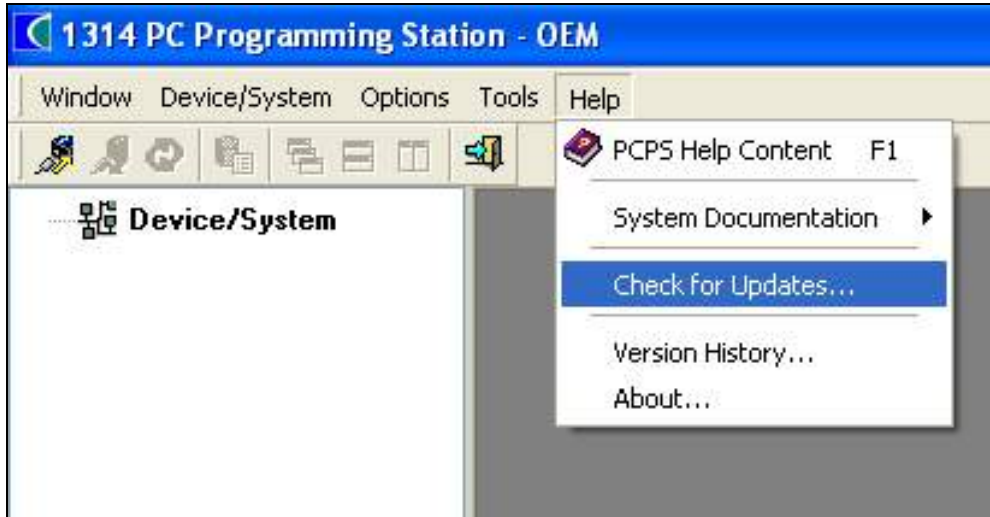 1314 PC Programming Station - OEM
Window Device/System Options Tools Help
PCPS Help Content F1
Device/System
System Documentation
Check for Updates...
Version History...
About...